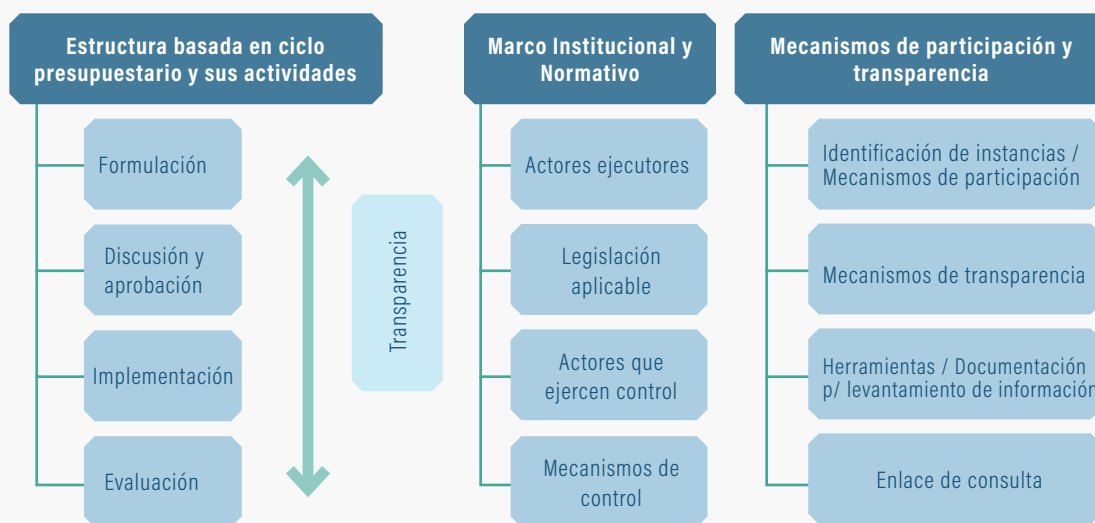 Estructura basada en ciclo
presupuestario y sus actividades
Formulación
Discusión y
aprobación
Implementación
Evaluación
Transparencia
Marco Institucional y
Normativo
Actores ejecutores
Legislación
aplicable
Actores que
ejercen control
Mecanismos de
control
Mecanismos de participación y
transparencia
Identificación de instancias /
Mecanismos de participación
Mecanismos de transparencia
Herramientas / Documentación
p/ levantamiento de información
Enlace de consulta